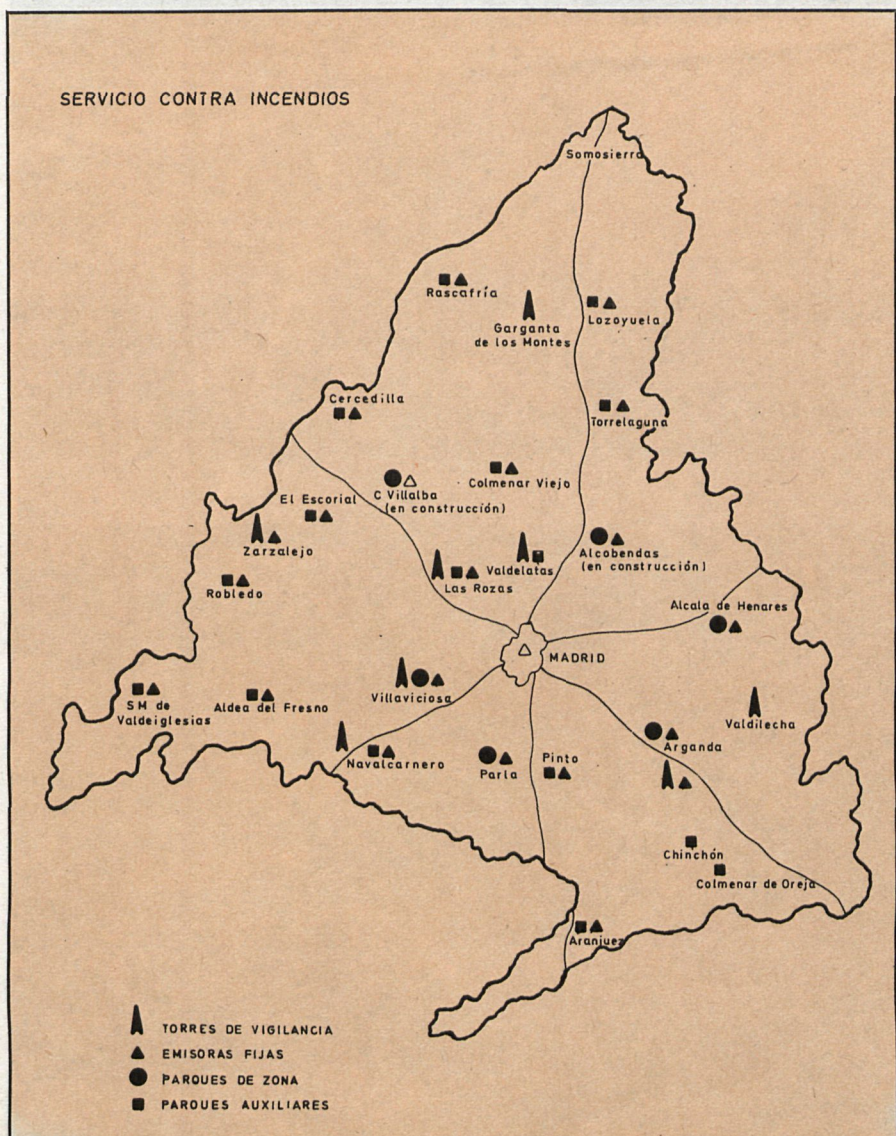 SERVICIO CONTRA INCENDIOS
Somosierra
Rascafría
Garganta
de los Montes
Lozoyuela
Cercedilla
Torrelaguna
Colmenar Viejo
C Villalba
(en construcción)
El Escorial
Zarzalejo
Valdelatas
Alcobendas
(en construcción)
Las Rozas
Robledo
Alcala de Henares
MADRID
Villaviciosa
SM de
Valdeiglesias
Aldea del Fresno
Valdilecha
Arganda
Navalcarnero
Parla
Pinto
Chinchón
Colmenar de Oreja
Aranjuez
TORRES DE VIGILANCIA
EMISORAS FIJAS
PARQUES DE ZONA
PARQUES AUXILIARES